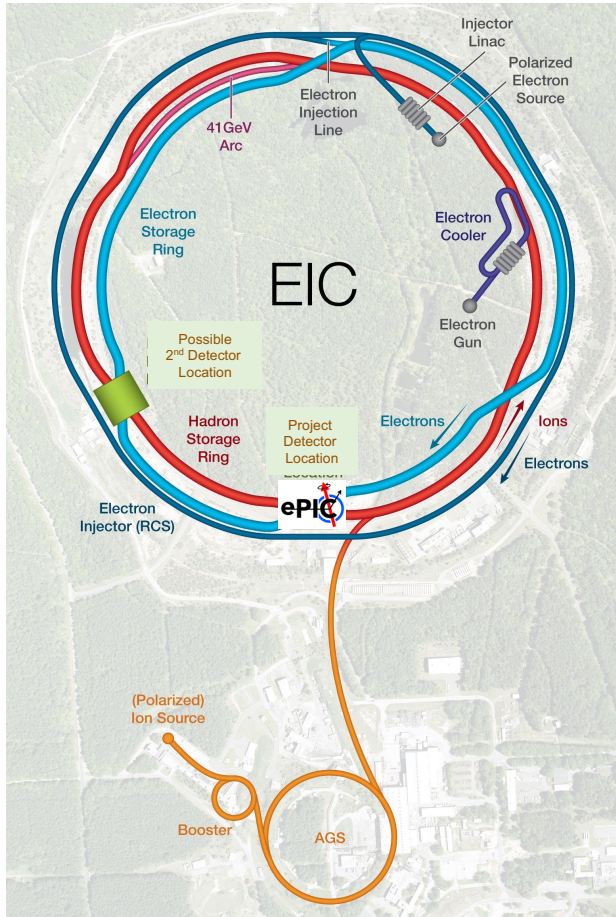 Injector
Linac
Polarized
Electron
Source
Electron
Injection
Line
41GeV
Arc
Electron
Storage
Ring
Electron
Cooler
EIC
Electron
Gun
Possible
2nd Detector
Location
Hadron
Storage
Ring
Project
Detector
Location
Location
ePIC
Electrons
Ions
Electrons
Electron
Injector (RCS)
(Polarized)
Ion Source
Booster
AGS